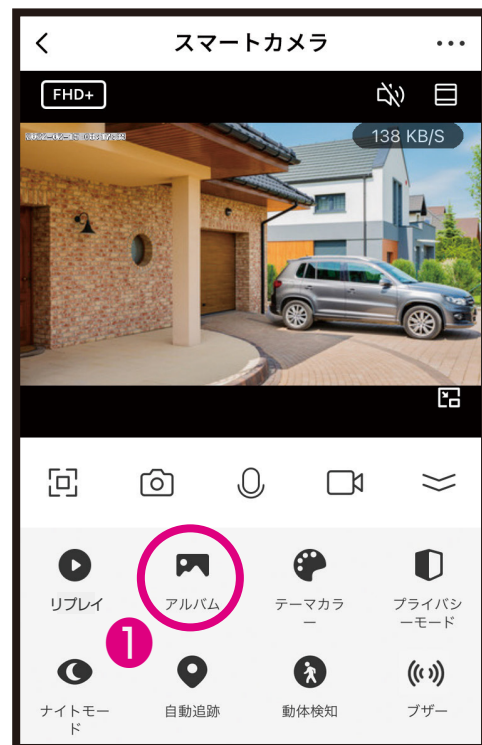 スマートカメラ
FHD+
138 KB/S
リプレイ
アルバム
テーマカラ
ー
プライバシ
ーモード
1
ナイトモー
ド
自動追跡
動体検知
ブザー